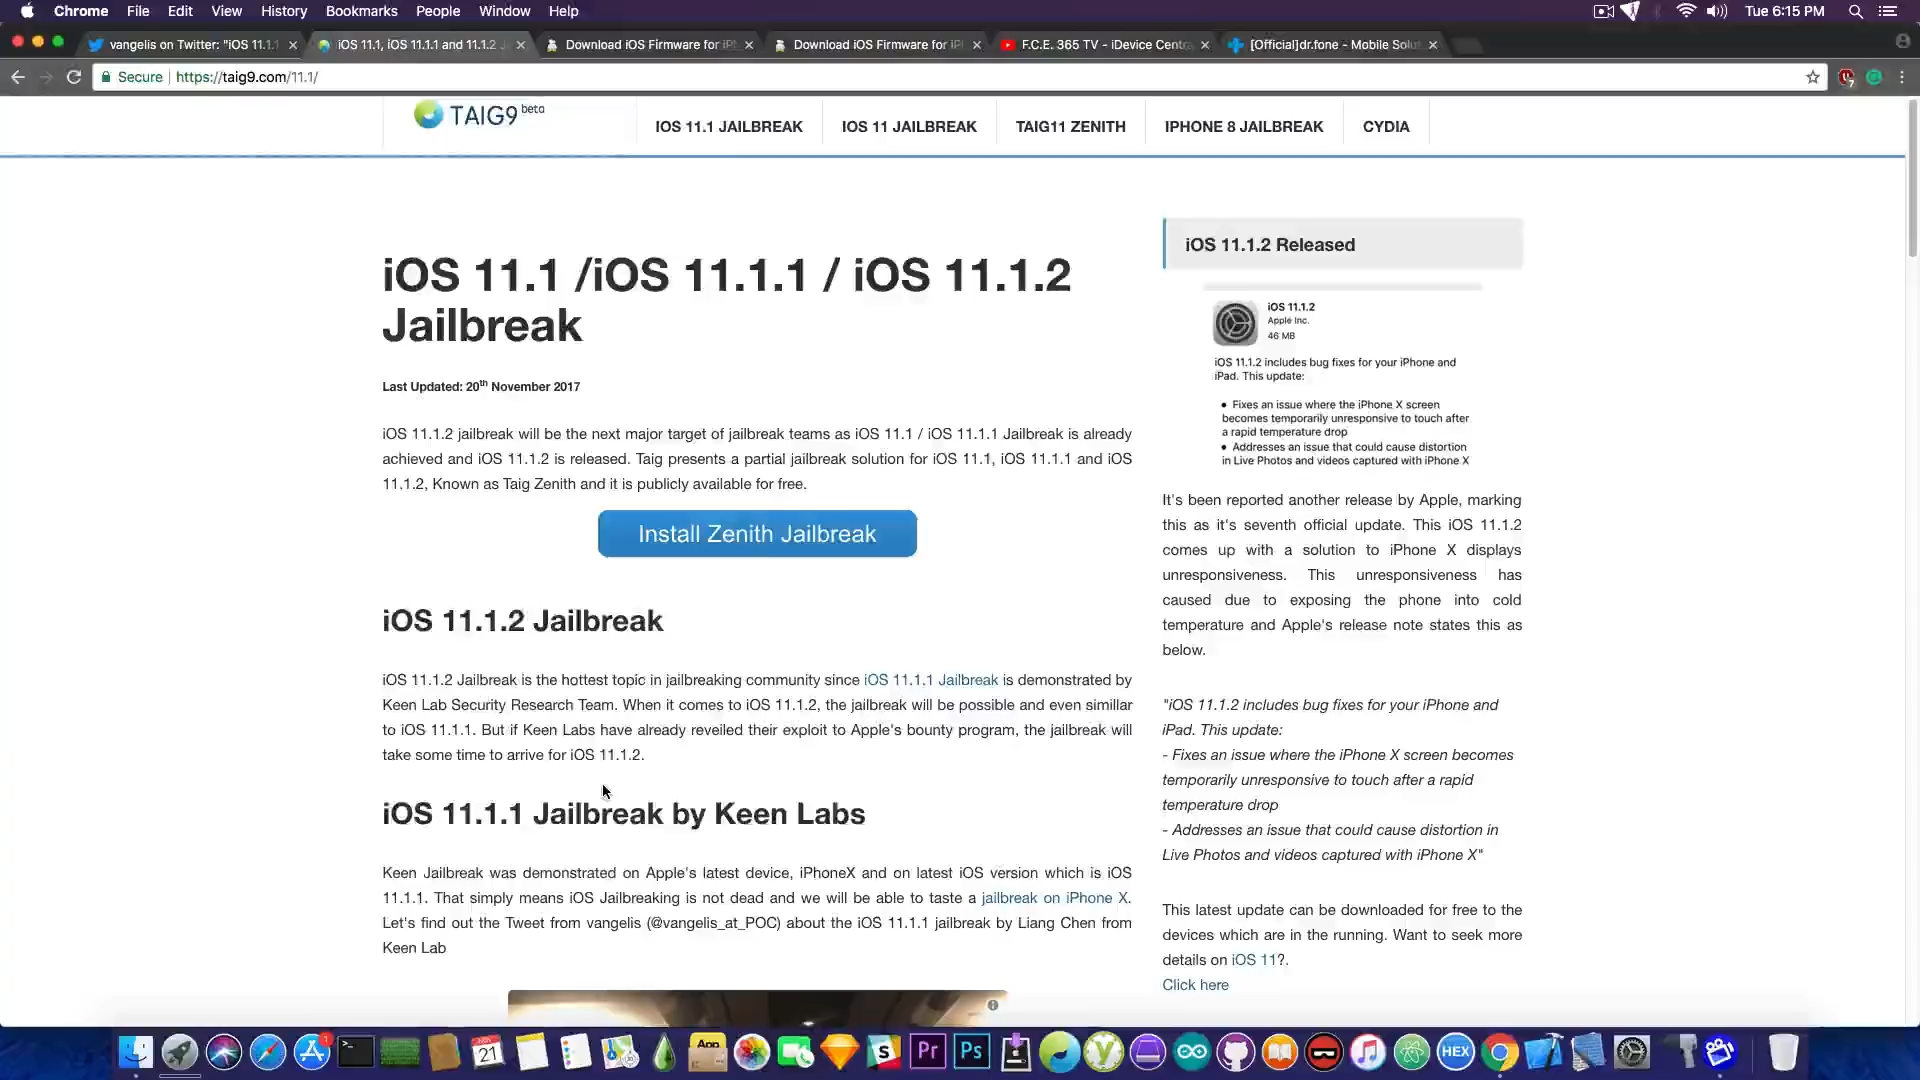 Chrome File Edit View History Bookmarks People Window Help Tue 6:15 PM
vangelis on Twitter: "iOS 11.1.1 iOS 11.1, iOS 11.1.1 and 11.1.2 J Download iOS Firmware for iP Download iOS Firmware for iP F.C.E. 365 TV - iDevice Centra [Official]dr.fone - Mobile Solut
Secure https://taig9.com/11.1/
TAIG9 beta
IOS 11.1 JAILBREAK IOS 11 JAILBREAK TAIG11 ZENITH IPHONE 8 JAILBREAK CYDIA
iOS 11.1 /iOS 11.1.1 / iOS 11.1.2
Jailbreak
Last Updated: 20th November 2017
iOS 11.1.2 jailbreak will be the next major target of jailbreak teams as iOS 11.1 / iOS 11.1.1 Jailbreak is already
achieved and iOS 11.1.2 is released. Taig presents a partial jailbreak solution for iOS 11.1, iOS 11.1.1 and iOS
11.1.2, Known as Taig Zenith and it is publicly available for free.
Install Zenith Jailbreak
iOS 11.1.2 Jailbreak
iOS 11.1.2 Jailbreak is the hottest topic in jailbreaking community since iOS 11.1.1 Jailbreak is demonstrated by
Keen Lab Security Research Team. When it comes to iOS 11.1.2, the jailbreak will be possible and even simillar
to iOS 11.1.1. But if Keen Labs have already reveiled their exploit to Apple's bounty program, the jailbreak will
take some time to arrive for iOS 11.1.2.
iOS 11.1.1 Jailbreak by Keen Labs
Keen Jailbreak was demonstrated on Apple's latest device, iPhoneX and on latest iOS version which is iOS
11.1.1. That simply means iOS Jailbreaking is not dead and we will be able to taste a jailbreak on iPhone X.
Let's find out the Tweet from vangelis (@vangelis_at_POC) about the iOS 11.1.1 jailbreak by Liang Chen from
Keen Lab
iOS 11.1.2 Released
iOS 11.1.2
Apple Inc.
46 MB
iOS 11.1.2 includes bug fixes for your iPhone and
iPad. This update:
• Fixes an issue where the iPhone X screen
becomes temporarily unresponsive to touch after
a rapid temperature drop
• Addresses an issue that could cause distortion
in Live Photos and videos captured with iPhone X
It's been reported another release by Apple, marking
this as it's seventh official update. This iOS 11.1.2
comes up with a solution to iPhone X displays
unresponsiveness. This unresponsiveness has
caused due to exposing the phone into cold
temperature and Apple's release note states this as
below.
"iOS 11.1.2 includes bug fixes for your iPhone and
iPad. This update:
- Fixes an issue where the iPhone X screen becomes
temporarily unresponsive to touch after a rapid
temperature drop
- Addresses an issue that could cause distortion in
Live Photos and videos captured with iPhone X"
This latest update can be downloaded for free to the
devices which are in the running. Want to seek more
details on iOS 11?.
Click here
1 NOV 21 App S Pr Ps HEX